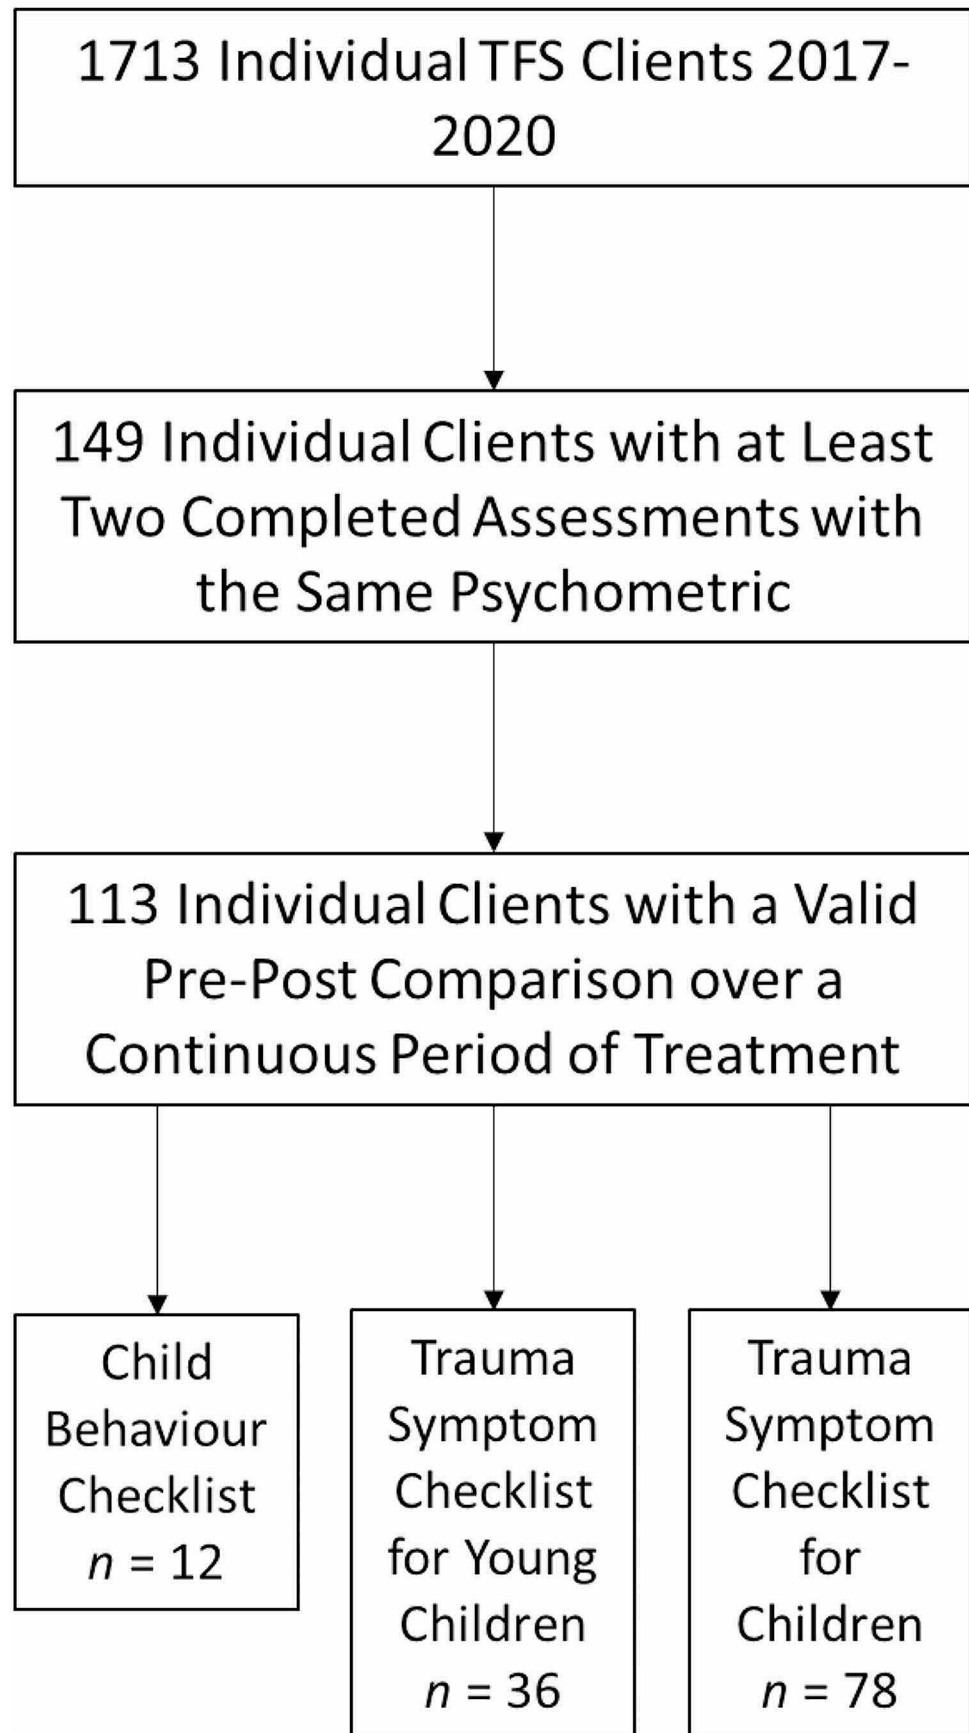 1713 Individual TFS Clients 2017-
2020
149 Individual Clients with at Least
Two Completed Assessments with
the Same Psychometric
113 Individual Clients with a Valid
Pre-Post Comparison over a
Continuous Period of Treatment
Child
Behaviour
Checklist
n = 12
Trauma
Symptom
Checklist
for Young
Children
n = 36
Trauma
Symptom
Checklist
for
Children
n = 78